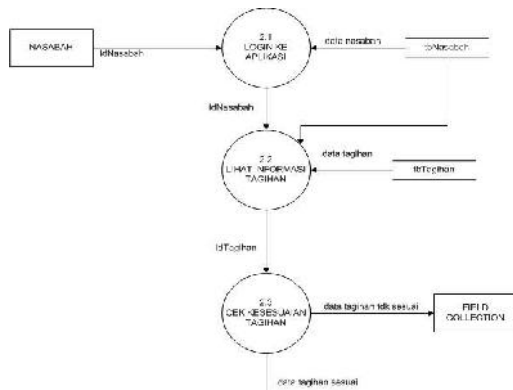 NASABAH
IdNasabah
2.1
LOGIN KE
APLIKASI
data nasabah
tbNasabah
IdNasabah
2.2
LIHAT INFORMASI
TAGIHAN
data tagihan
tbTagihan
IdTagihan
2.3
CEK KESESUAIAN
TAGIHAN
data tagihan tdk sesuai
FIELD
COLLECTION
data tagihan sesuai